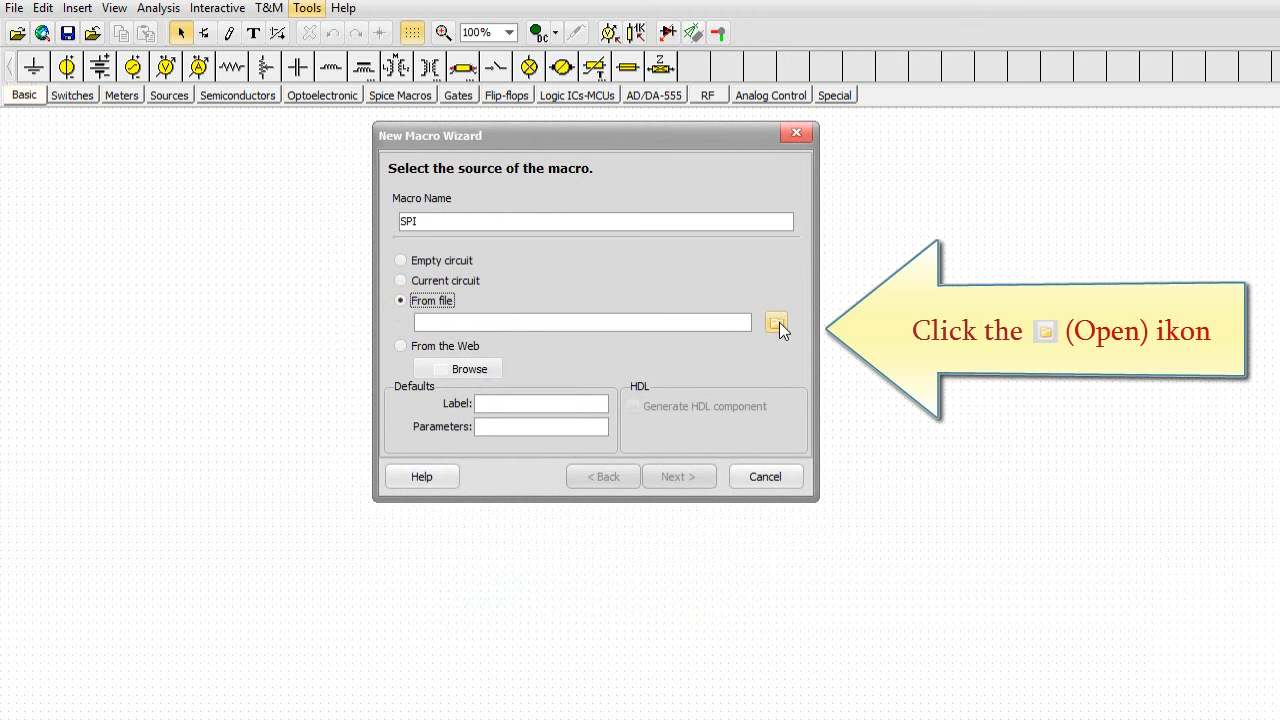 File Edit Insert View Analysis Interactive T&M Tools Help
100% DC 1K
M Z
Basic Switches Meters Sources Semiconductors Optoelectronic Spice Macros Gates Flip-flops Logic ICs-MCUs AD/DA-555 RF Analog Control Special
New Macro Wizard
Select the source of the macro.
Macro Name
SPI
Empty circuit
Current circuit
From file
Click the (Open) ikon
From the Web
Browse
Defaults
Label:
Parameters:
HDL
Generate HDL component
Help < Back Next > Cancel